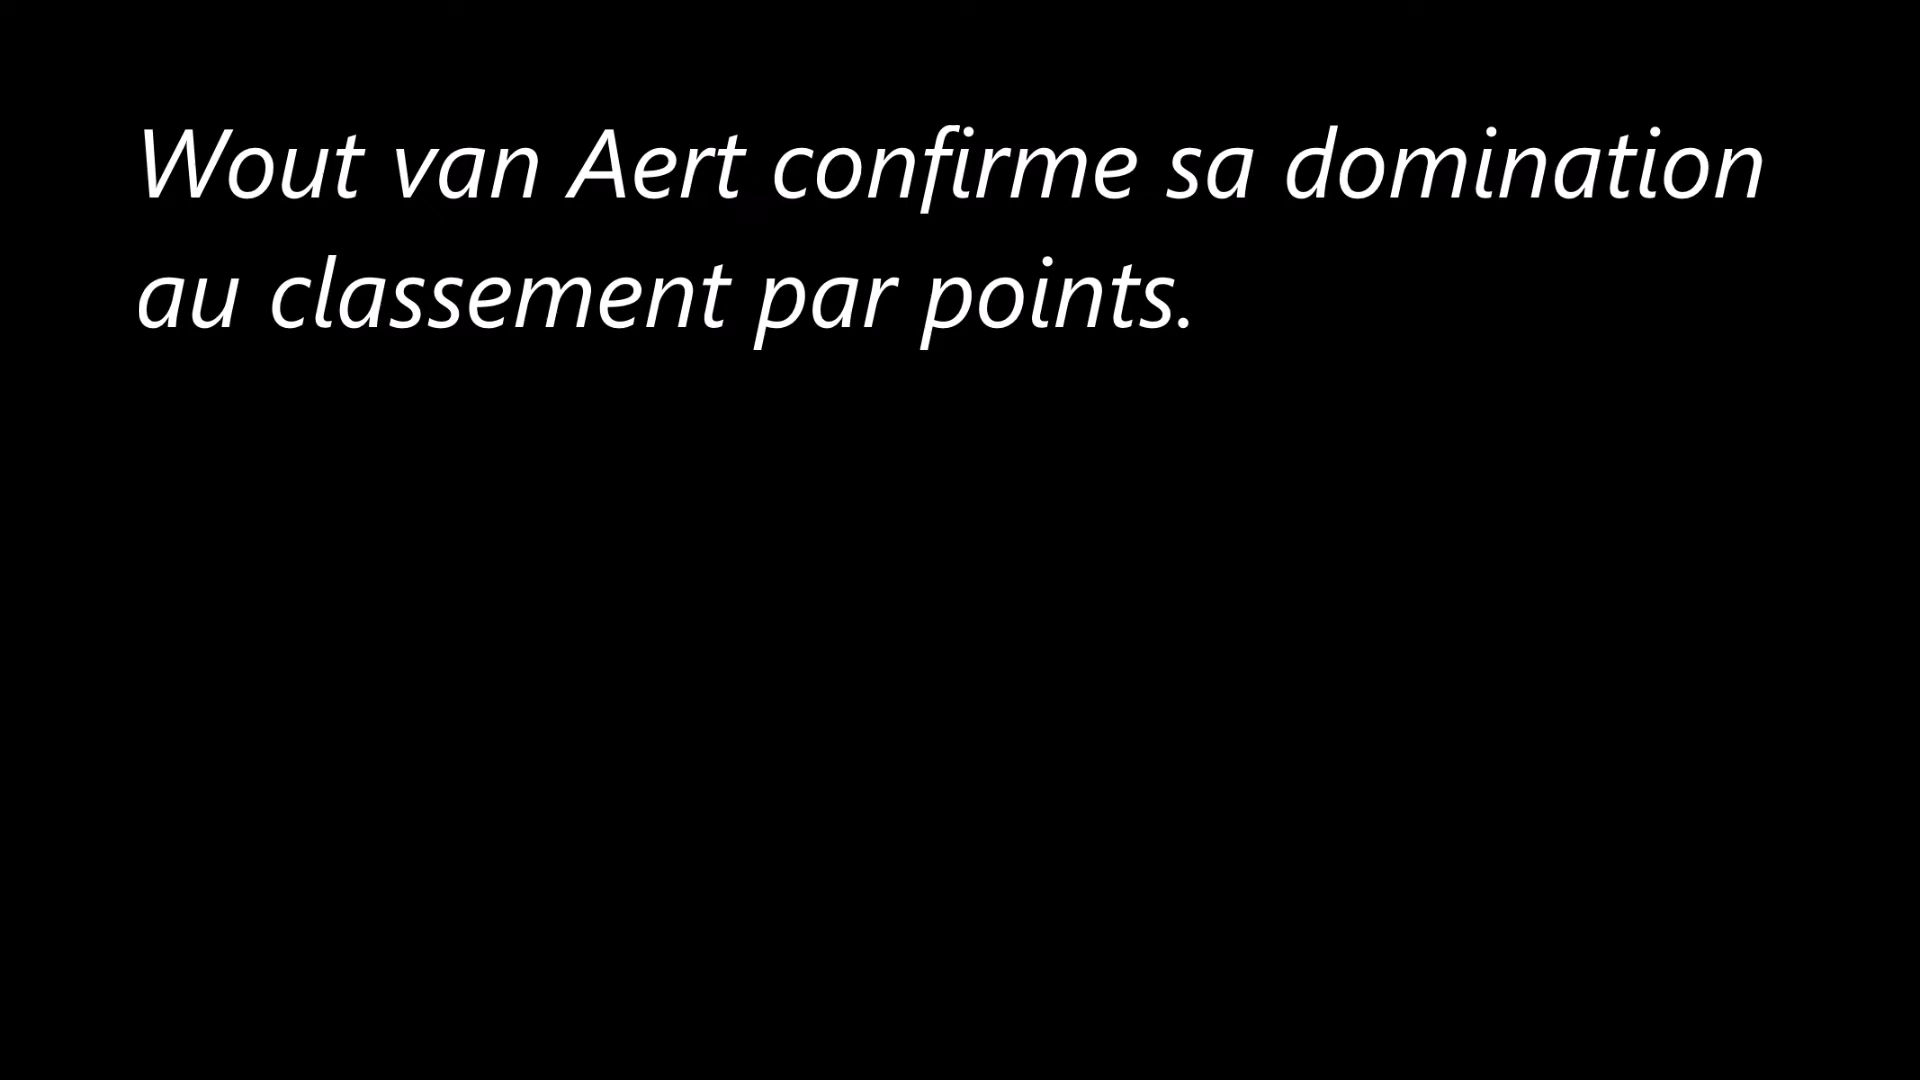 Wout van Aert confirme sa domination
au classement par points.